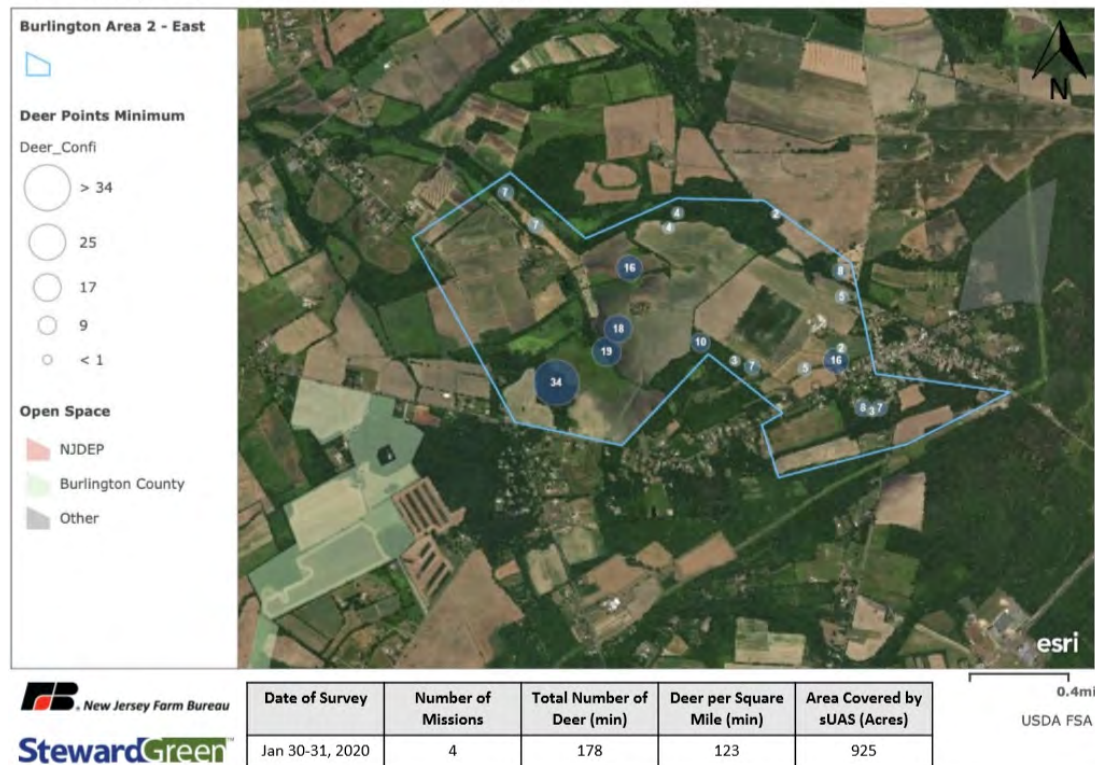 Burlington Area 2 - East
Deer Points Minimum
Deer_Confi
> 34
25
17
9
< 1
Open Space
NJDEP
Burlington County
Other
N
7
7
4
4
2
16
8
5
18
19
10
2
3
7
16
5
34
8
3
7
esri
0.4mi
USDA FSA
New Jersey Farm Bureau
StewardGreen
Date of Survey
Number of
Missions
Total Number of
Deer (min)
Deer per Square
Mile (min)
Area Covered by
sUAS (Acres)
Jan 30-31, 2020
4
178
123
925